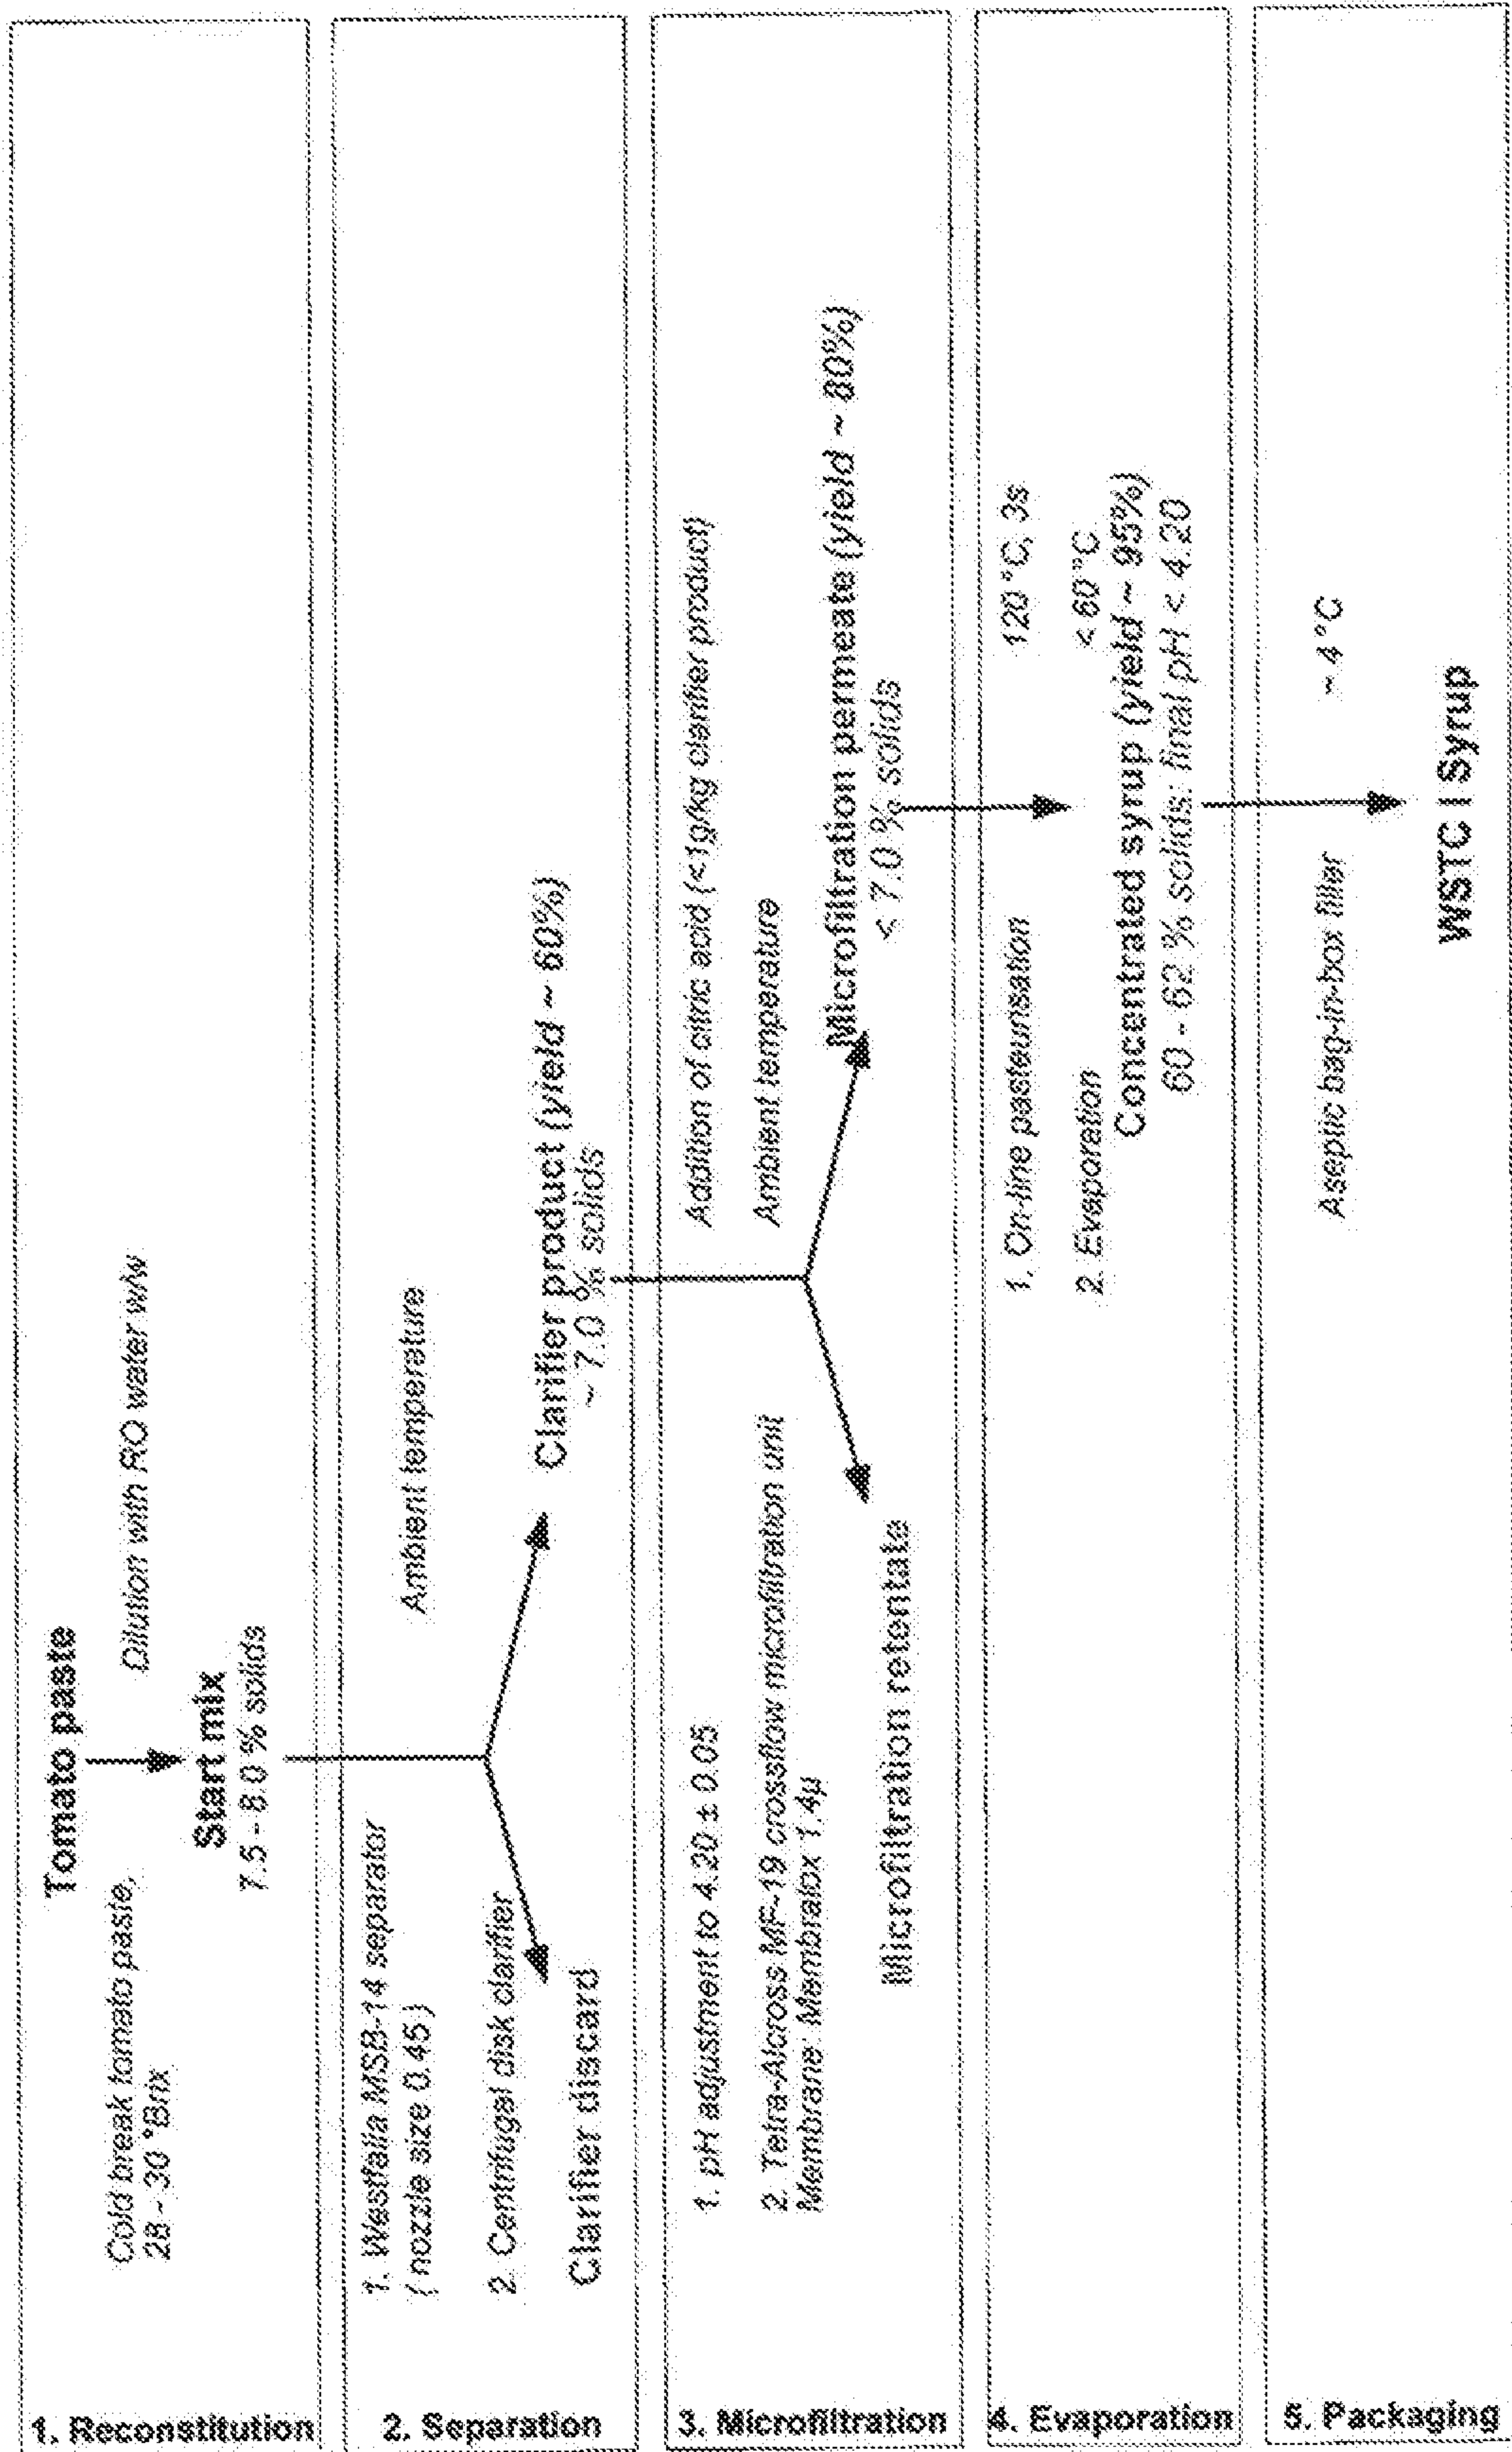 1. Reconstitution
Tomato paste
Cold break tomato paste,
28 - 30 °Brix
Dilution with RO water w/w
Start mix
7.5 - 8.0 % solids
2. Separation
1. Westfalia MSB-14 separator
( nozzle size 0.45 )
Ambient temperature
2. Centrifugal disk clarifier
Clarifier discard
Clarifier product (yield ~ 60%)
~ 7.0 % solids
3. Microfiltration
1. pH adjustment to 4.20 ± 0.05
Addition of citric acid (<1g/kg clarifier product)
2. Tetra-Alcross MF-19 crossflow microfiltration unit
Membrane: Membralox 1.4µ
Ambient temperature
Microfiltration retentate
Microfiltration permeate (yield ~ 80%)
< 7.0 % solids
4. Evaporation
1. On-line pasteurisation
120 °C, 3s
2. Evaporation
< 60 °C
Concentrated syrup (yield ~ 95%)
60 - 62 % solids: final pH < 4.20
5. Packaging
Aseptic bag-in-box filler
~ 4 °C
WSTC I Syrup